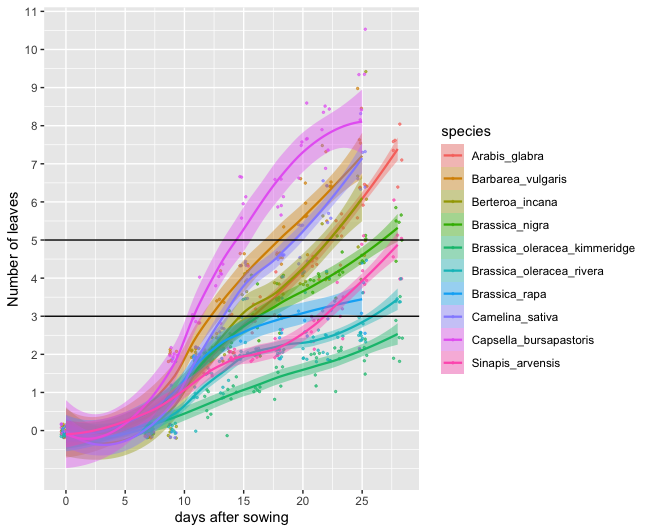 11
10
9
8
7
6
5
4
3
2
1
0
Number of leaves
0 5 10 15 20 25
days after sowing
species
Arabis_glabra
Barbarea_vulgaris
Berteroa_incana
Brassica_nigra
Brassica_oleracea_kimmeridge
Brassica_oleracea_rivera
Brassica_rapa
Camelina_sativa
Capsella_bursapastoris
Sinapis_arvensis